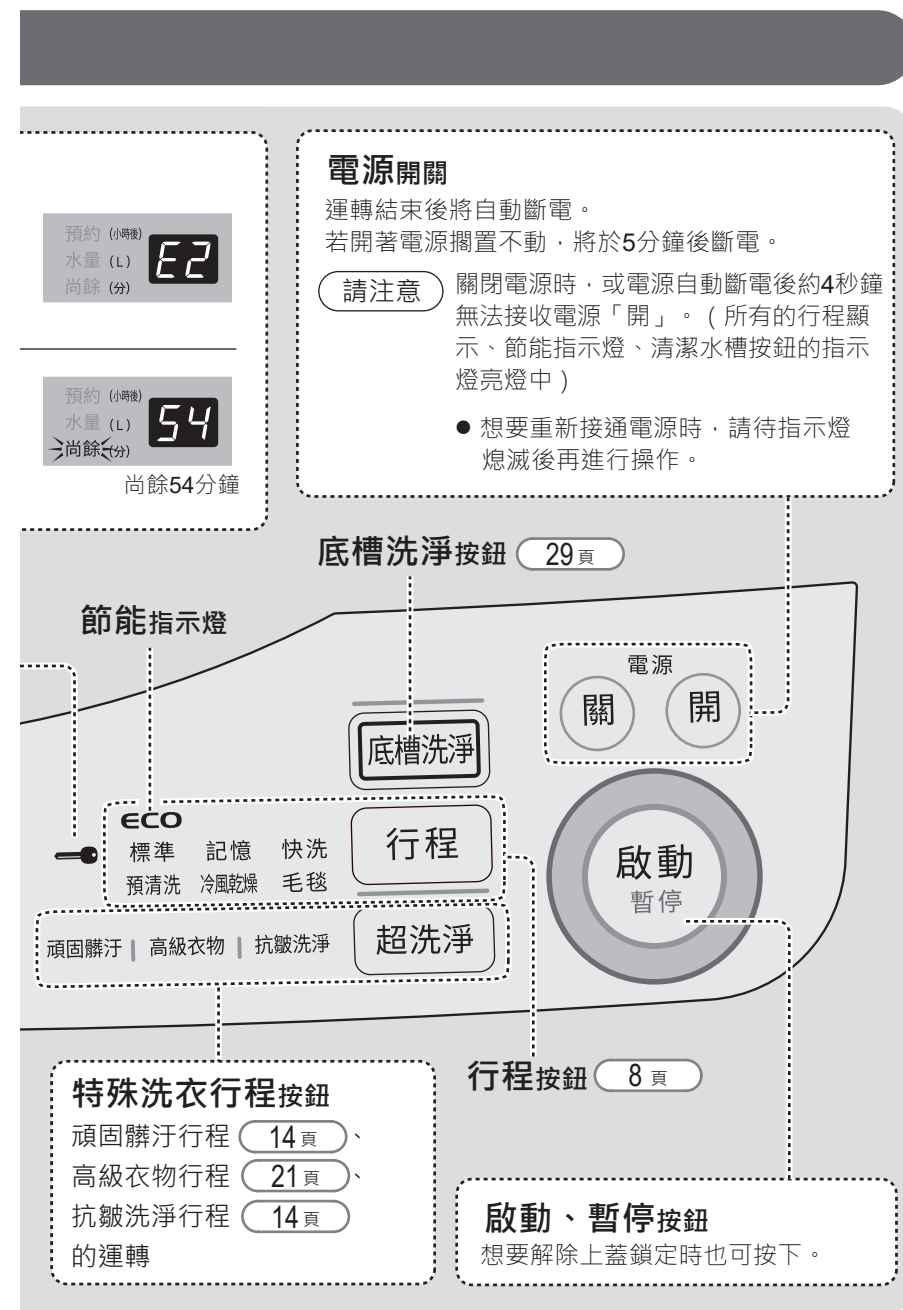 預約 (小時後)
水量 (L)
尚餘 (分)
E2
預約 (小時後)
水量 (L)
尚餘 (分)
54
尚餘54分鐘
電源開關
運轉結束後將自動斷電。
若開著電源擱置不動，將於5分鐘後斷電。
請注意
關閉電源時，或電源自動斷電後約4秒鐘
無法接收電源「開」。（所有的行程顯
示、節能指示燈、清潔水槽按鈕的指示
燈亮燈中）
●想要重新接通電源時，請待指示燈
熄滅後再進行操作。
底槽洗淨按鈕 29頁
節能指示燈
電源
關 開
底槽洗淨
ECO
標準 記憶 快洗
預清洗 冷風乾燥 毛毯
行程
啟動
暫停
頑固髒汙 | 高級衣物 | 抗皺洗淨
超洗淨
特殊洗衣行程按鈕
頑固髒汙行程 14頁、
高級衣物行程 21頁、
抗皺洗淨行程 14頁
的運轉
行程按鈕 8頁
啟動、暫停按鈕
想要解除上蓋鎖定時也可按下。